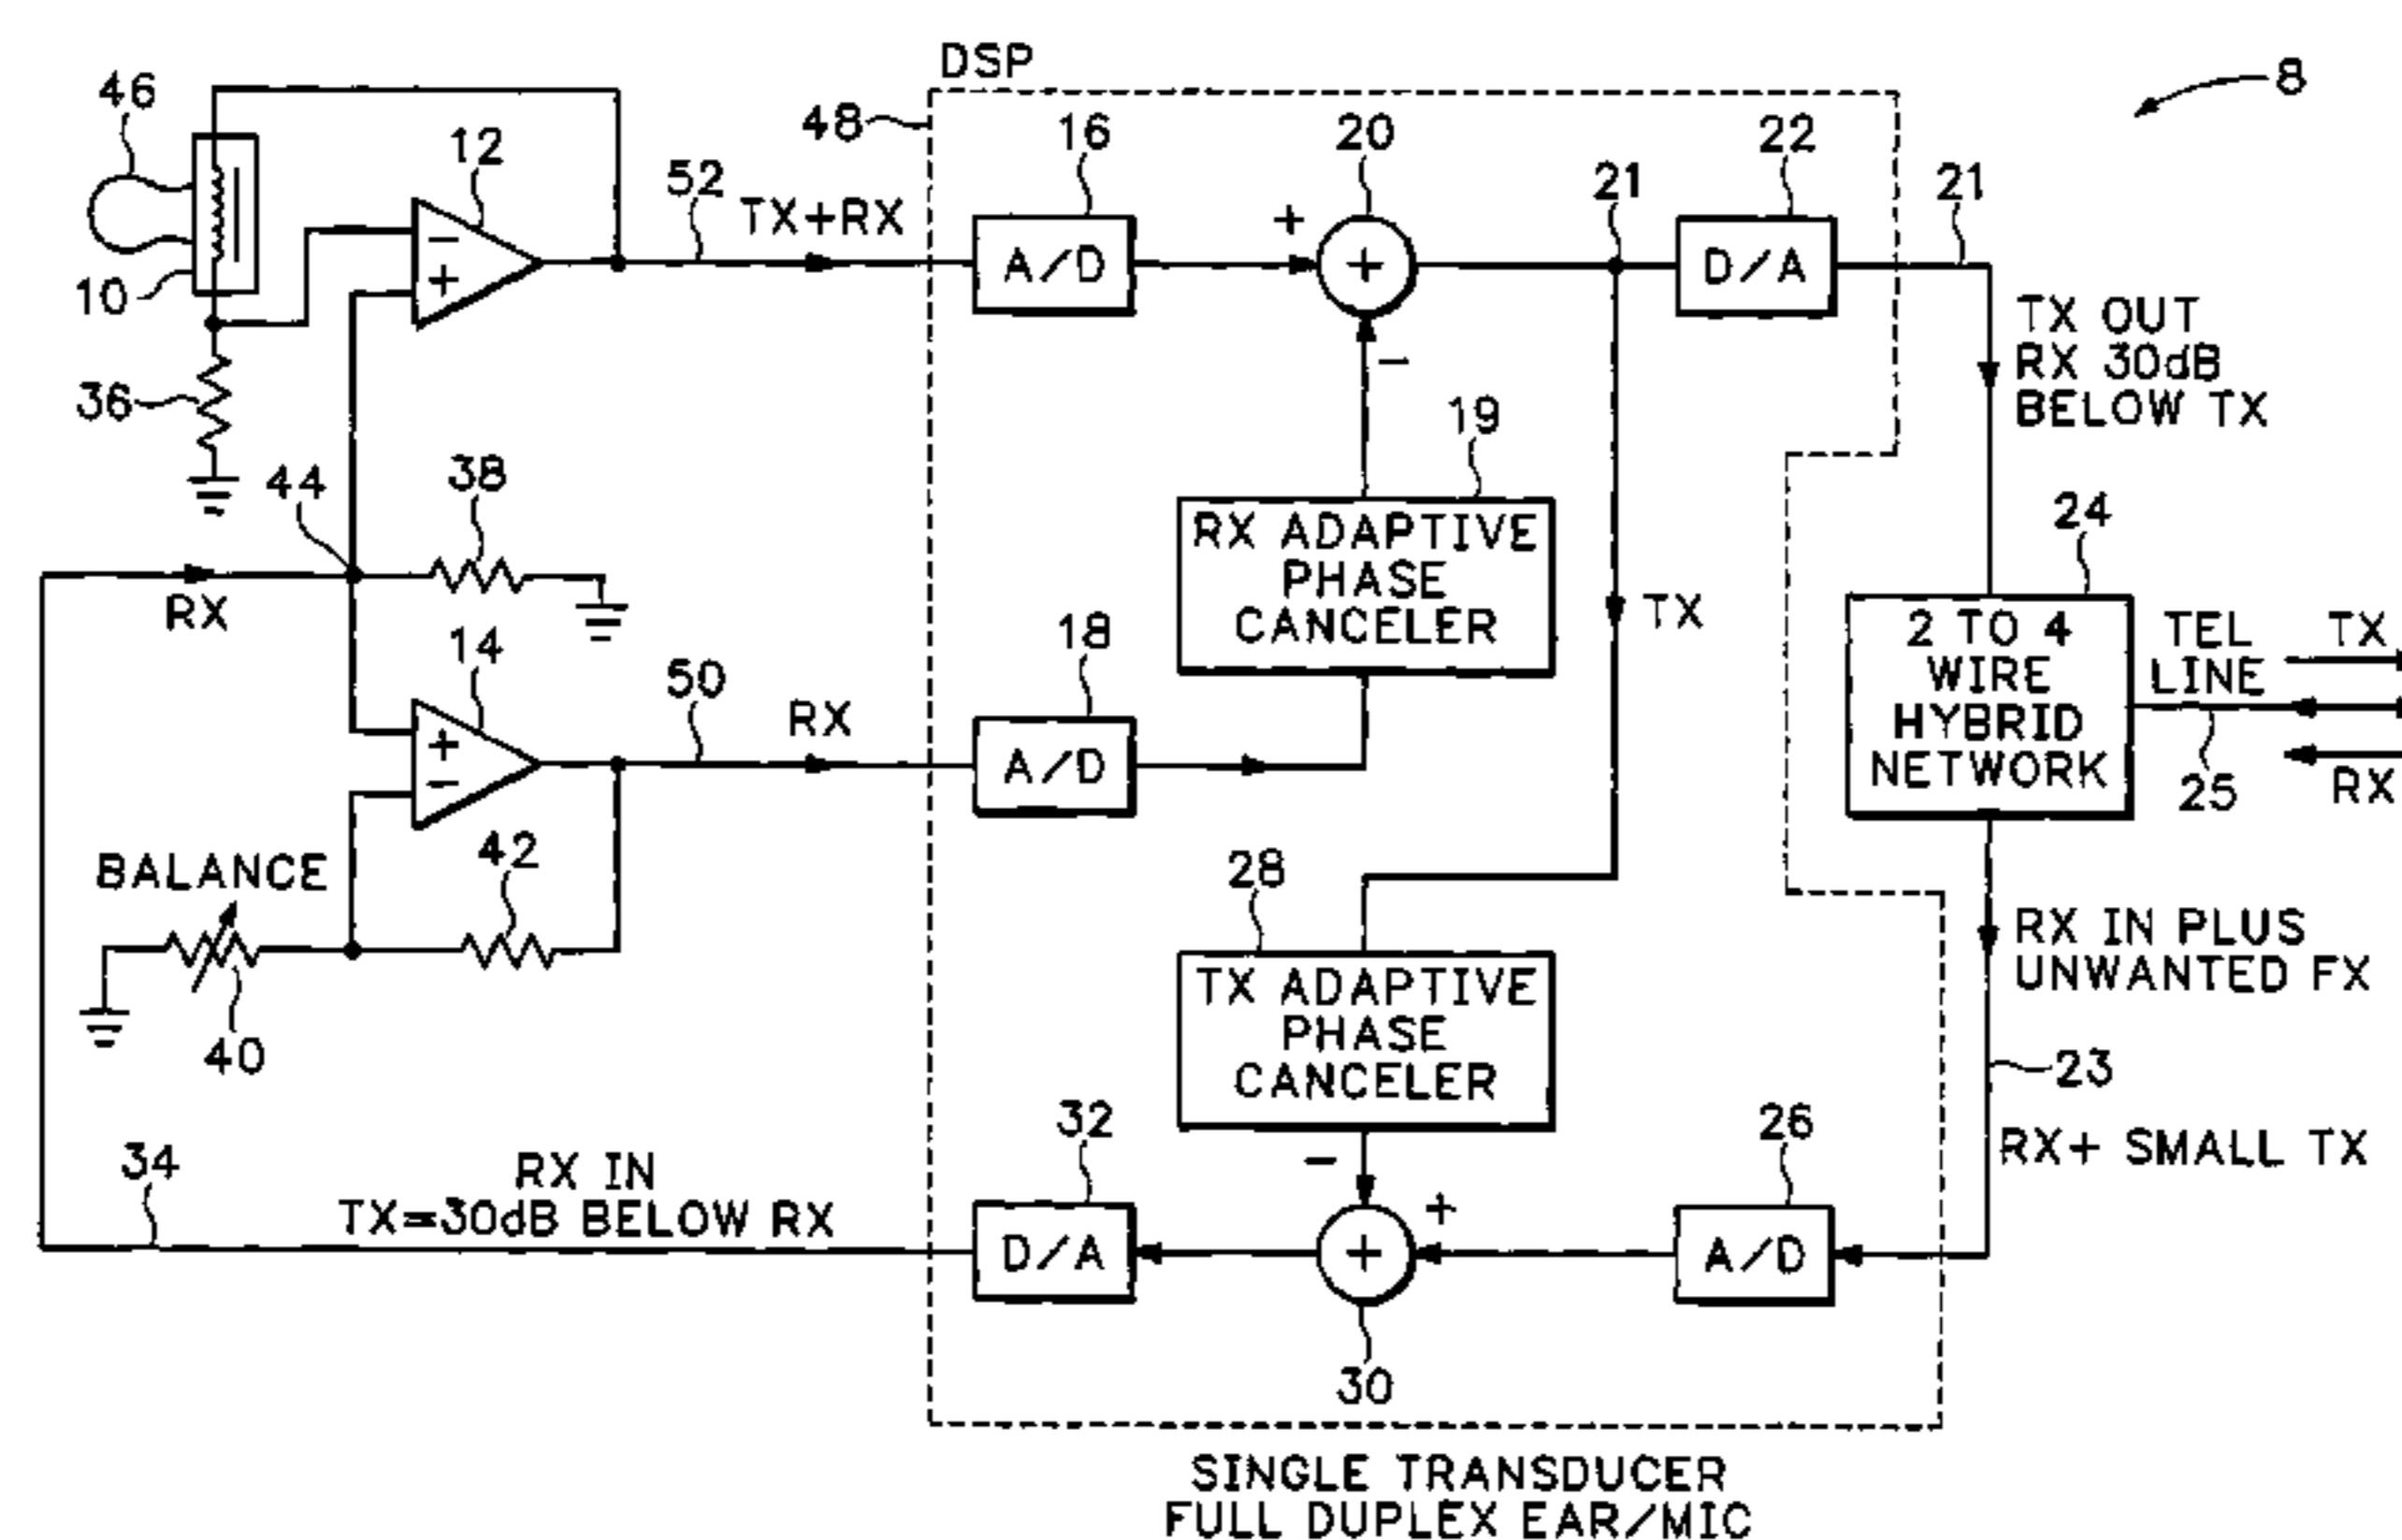 DSP
8
46
48
16
20
22
12
52
TX+RX
21
21
+
A/D
+
D/A
−
+
10
−
TX OUT
RX 30dB
BELOW TX
36
19
44
38
24
RX ADAPTIVE
PHASE
CANCELER
RX
TX
18
14
50
RX
2 TO 4
WIRE
HYBRID
NETWORK
TEL
LINE
TX
25
RX
+
−
A/D
BALANCE
42
28
40
TX ADAPTIVE
PHASE
CANCELER
RX IN PLUS
UNWANTED FX
23
32
26
RX+ SMALL TX
34
RX IN
TX=30dB BELOW RX
−
+
D/A
+
A/D
30
SINGLE TRANSDUCER
FULL DUPLEX EAR/MIC